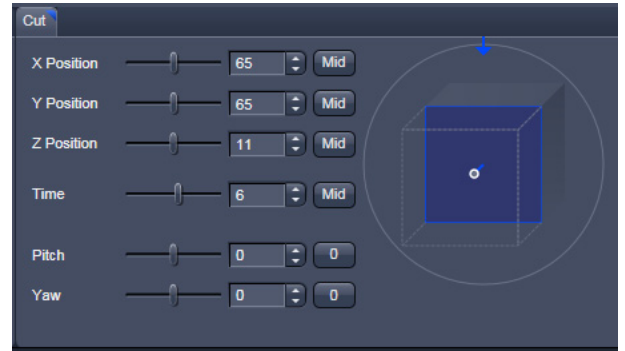 Cut
X Position 65 Mid
Y Position 65 Mid
Z Position 11 Mid
Time 6 Mid
Pitch 0 0
Yaw 0 0